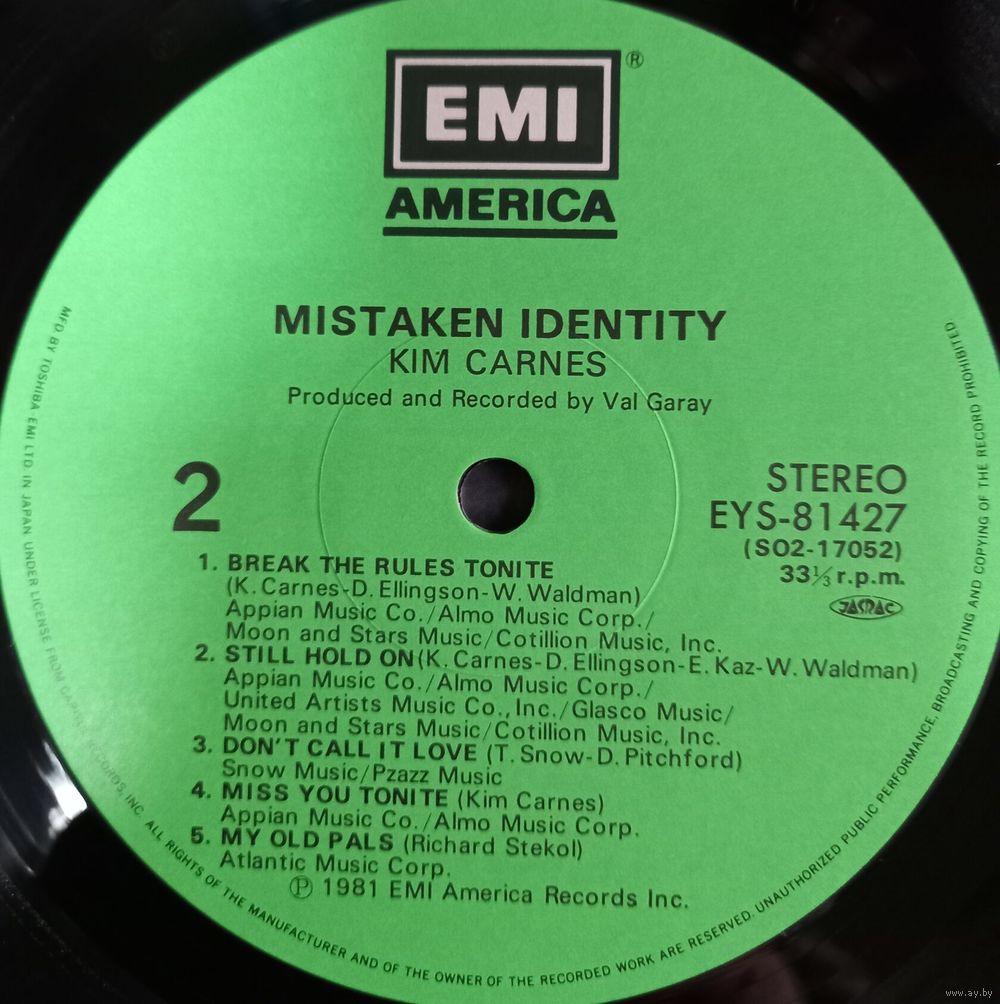 EMI ®
AMERICA
MISTAKEN IDENTITY
KIM CARNES
Produced and Recorded by Val Garay
2
STEREO
EYS-81427
(SO2-17052)
33⅓ r.p.m.
JASRAC
1. BREAK THE RULES TONITE
(K. Carnes-D. Ellingson-W. Waldman)
Appian Music Co./Almo Music Corp./
Moon and Stars Music/Cotillion Music, Inc.
2. STILL HOLD ON (K. Carnes-D. Ellingson-E. Kaz-W. Waldman)
Appian Music Co./Almo Music Corp./
United Artists Music Co., Inc./Glasco Music/
Moon and Stars Music/Cotillion Music, Inc.
3. DON'T CALL IT LOVE (T. Snow-D. Pitchford)
Snow Music/Pzazz Music
4. MISS YOU TONITE (Kim Carnes)
Appian Music Co./Almo Music Corp.
5. MY OLD PALS (Richard Stekol)
Atlantic Music Corp.
Ⓟ 1981 EMI America Records Inc.
MFD BY TOSHIBA EMI LTD. IN JAPAN UNDER LICENSE FROM RECORDS, INC. ALL RIGHTS OF THE MANUFACTURER AND OF THE OWNER OF THE RECORDED WORK ARE RESERVED. UNAUTHORIZED PUBLIC PERFORMANCE, BROADCASTING AND COPYING OF THE RECORD PROHIBITED.
www.ay.by